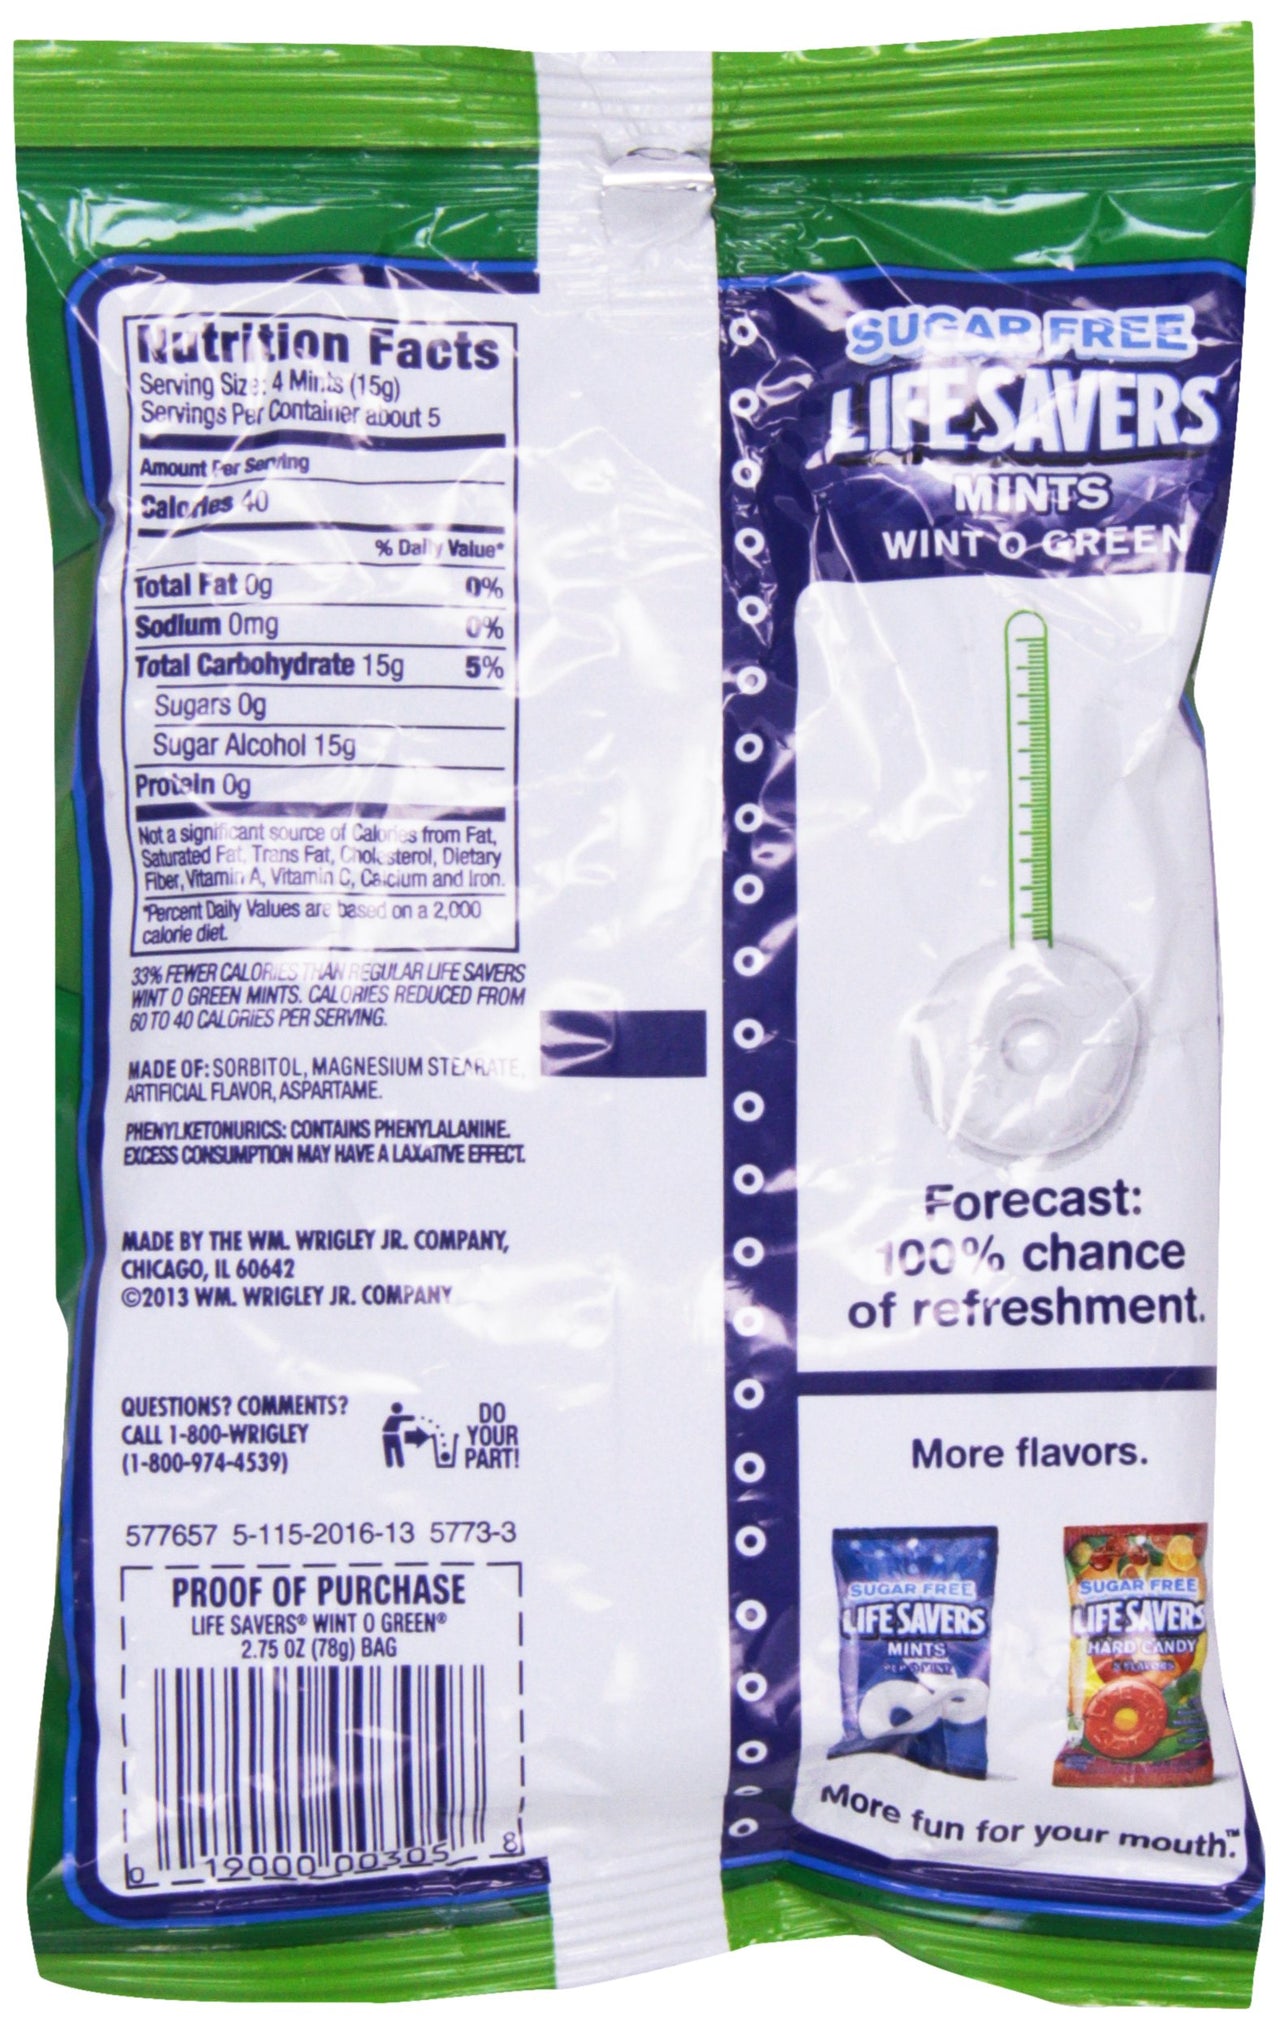 Nutrition Facts
Serving Size: 4 Mints (15g)
Servings Per Container about 5
Amount Per Serving
Calories 40
% Daily Value*
Total Fat 0g 0%
Sodium 0mg 0%
Total Carbohydrate 15g 5%
Sugars 0g
Sugar Alcohol 15g
Protein 0g
Not a significant source of Calories from Fat,
Saturated Fat, Trans Fat, Cholesterol, Dietary
Fiber, Vitamin A, Vitamin C, Calcium and Iron.
*Percent Daily Values are based on a 2,000
calorie diet.
33% FEWER CALORIES THAN REGULAR LIFE SAVERS
WINT O GREEN MINTS. CALORIES REDUCED FROM
60 TO 40 CALORIES PER SERVING.
MADE OF: SORBITOL, MAGNESIUM STEARATE,
ARTIFICIAL FLAVOR, ASPARTAME.
PHENYLKETONURICS: CONTAINS PHENYLALANINE.
EXCESS CONSUMPTION MAY HAVE A LAXATIVE EFFECT.
MADE BY THE WM. WRIGLEY JR. COMPANY,
CHICAGO, IL 60642
©2013 WM. WRIGLEY JR. COMPANY
QUESTIONS? COMMENTS?
CALL 1-800-WRIGLEY
(1-800-974-4539)
DO
YOUR
PART!
577657 5-115-2016-13 5773-3
PROOF OF PURCHASE
LIFE SAVERS® WINT O GREEN®
2.75 OZ (78g) BAG
0 19000 00305 8
SUGAR FREE
LIFE SAVERS
MINTS
WINT O GREEN
Forecast:
100% chance
of refreshment.
More flavors.
SUGAR FREE
LIFE SAVERS
MINTS
PEP O MINT
SUGAR FREE
LIFE SAVERS
HARD CANDY
5 FLAVORS
More fun for your mouth.™